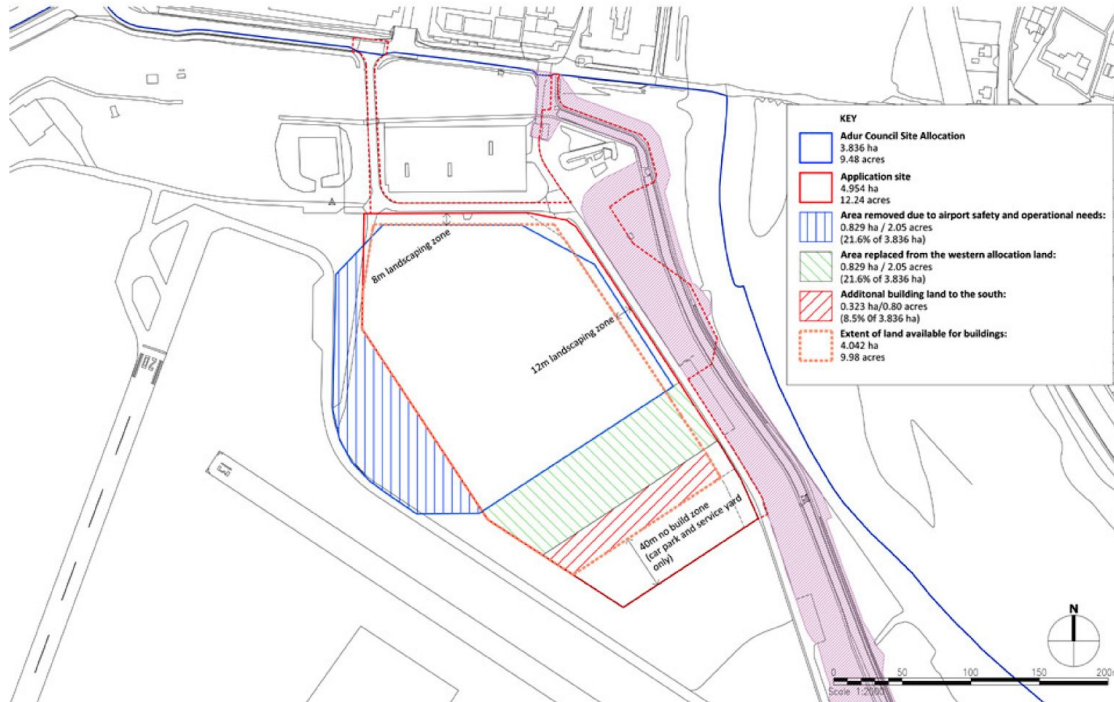 KEY
Adur Council Site Allocation
3.836 ha
9.48 acres
Application site
4.954 ha
12.24 acres
Area removed due to airport safety and operational needs:
0.829 ha / 2.05 acres
(21.6% of 3.836 ha)
Area replaced from the western allocation land:
0.829 ha / 2.05 acres
(21.6% of 3.836 ha)
Additonal building land to the south:
0.323 ha/0.80 acres
(8.5% 0f 3.836 ha)
Extent of land available for buildings:
4.042 ha
9.98 acres
8m landscaping zone
12m landscaping zone
40m no build zone
(car park and service yard
only)
N
0
50
100
150
Scale 1:2000